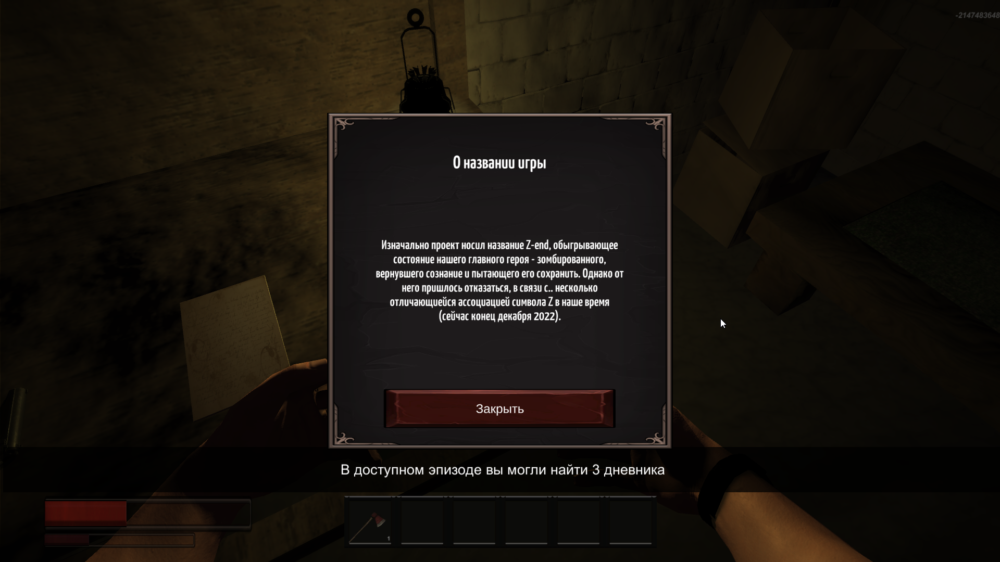 -2147483648
О названии игры
Изначально проект носил название Z-end, обыгрывающее
состояние нашего главного героя - зомбированного,
вернувшего сознание и пытающего его сохранить. Однако от
него пришлось отказаться, в связи с.. несколько
отличающиейся ассоциацией символа Z в наше время
(сейчас конец декабря 2022).
Закрыть
В доступном эпизоде вы могли найти 3 дневника
1